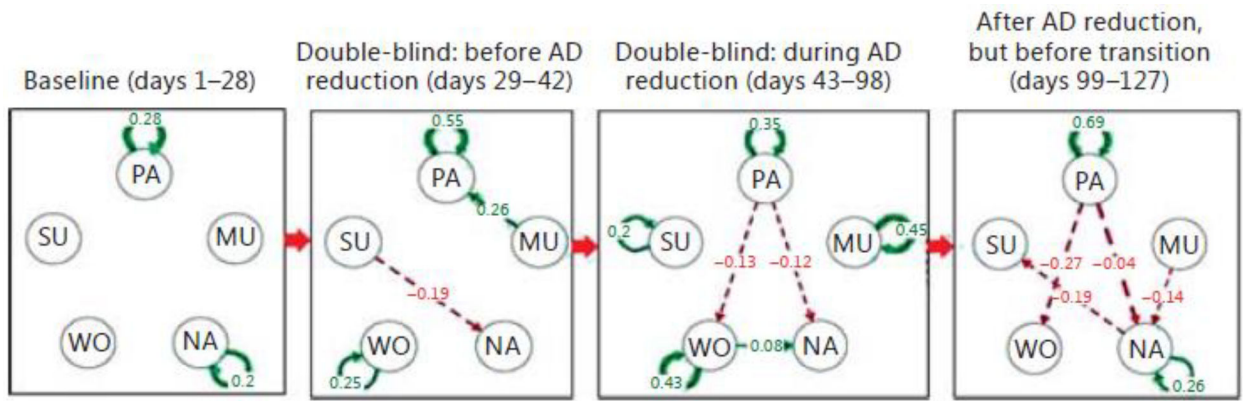 Baseline (days 1–28)
Double-blind: before AD
reduction (days 29–42)
Double-blind: during AD
reduction (days 43–98)
After AD reduction,
but before transition
(days 99–127)
0.28
PA
SU
MU
WO
NA
0.2
0.55
PA
0.26
SU
MU
−0.19
WO
NA
0.25
0.35
PA
0.2
SU
MU
0.45
−0.13
−0.12
WO
0.08
NA
0.43
0.69
PA
SU
MU
−0.27
−0.04
−0.19
−0.14
WO
NA
0.26